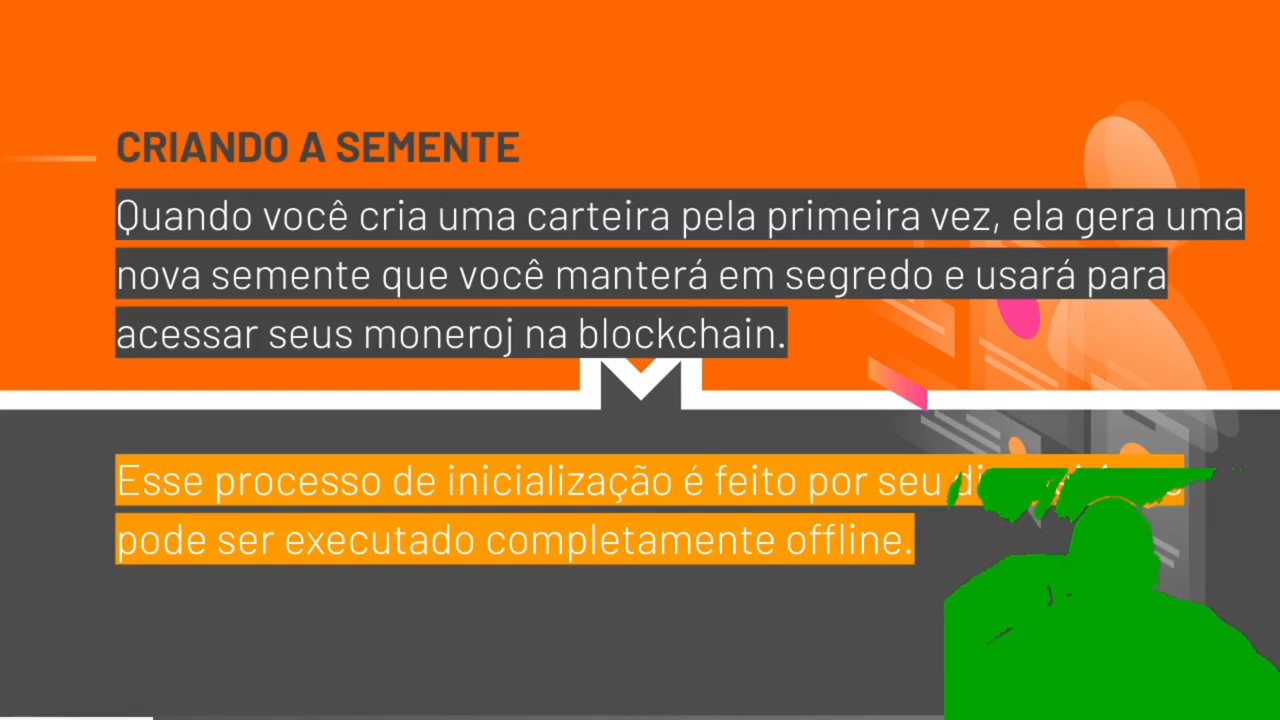 CRIANDO A SEMENTE
Quando você cria uma carteira pela primeira vez, ela gera uma
nova semente que você manterá em segredo e usará para
acessar seus moneroj na blockchain.
Esse processo de inicialização é feito por seu
pode ser executado completamente offline.